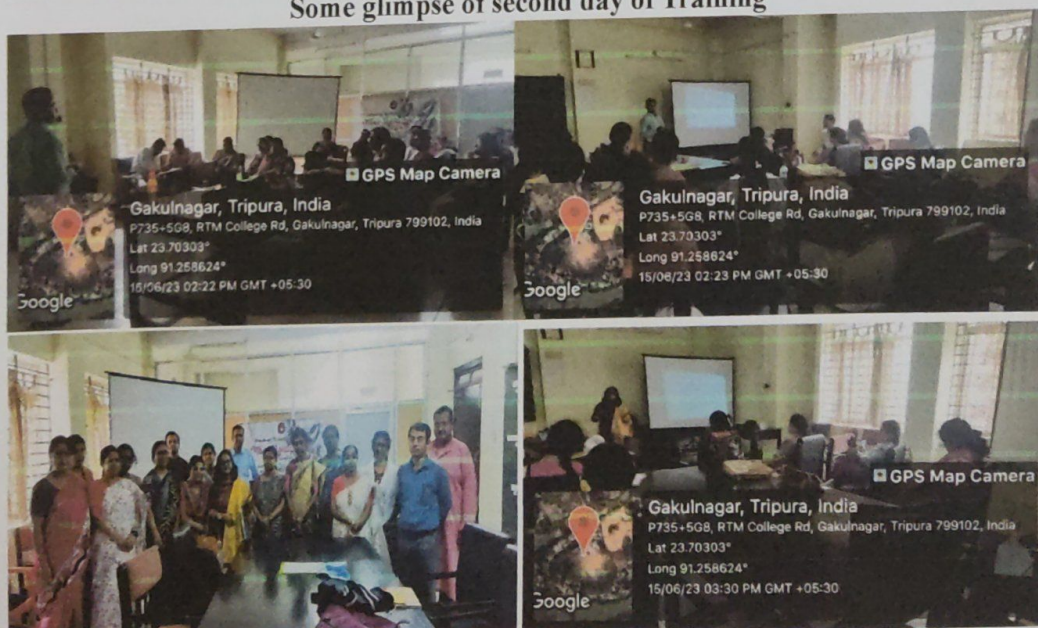 Some glimpse of second day of Training
GPS Map Camera
Gakulnagar, Tripura, India
P735+5G8, RTM College Rd, Gakulnagar, Tripura 799102, India
Lat 23.70303°
Long 91.258624°
15/06/23 02:22 PM GMT +05:30
Google
GPS Map Camera
Gakulnagar, Tripura, India
P735+5G8, RTM College Rd, Gakulnagar, Tripura 799102, India
Lat 23.70303°
Long 91.258624°
15/06/23 02:23 PM GMT +05:30
Google
GPS Map Camera
Gakulnagar, Tripura, India
P735+5G8, RTM College Rd, Gakulnagar, Tripura 799102, India
Lat 23.70303°
Long 91.258624°
15/06/23 03:30 PM GMT +05:30
Google